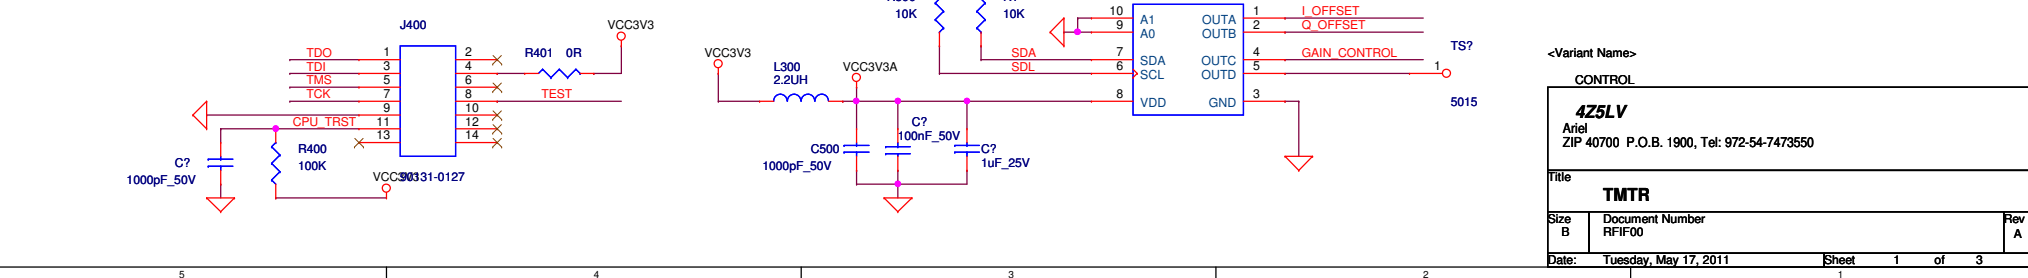 J400
TDO 1 2
TDI 3 4
TMS 5 6
TCK 7 8 TEST
9 10
CPU_TRST 11 12
13 14
R401 0R
VCC3V3
R400
100K
C?
1000pF_50V
90131-0127
VCC3V3
L300
2.2UH
VCC3V3A
10K
10K
SDA
SDL
C500
1000pF_50V
C?
100nF_50V
C?
1uF_25V
10 A1 OUTA 1 I_OFFSET
9 A0 OUTB 2 Q_OFFSET
7 SDA OUTC 4 GAIN_CONTROL
6 SCL OUTD 5
8 VDD GND 3
TS?
1
5015
<Variant Name>
CONTROL
4Z5LV
Ariel
ZIP 40700 P.O.B. 1900, Tel: 972-54-7473550
Title
TMTR
Size Document Number Rev
B RFIF00 A
Date: Tuesday, May 17, 2011 Sheet 1 of 3
5 4 3 2 1